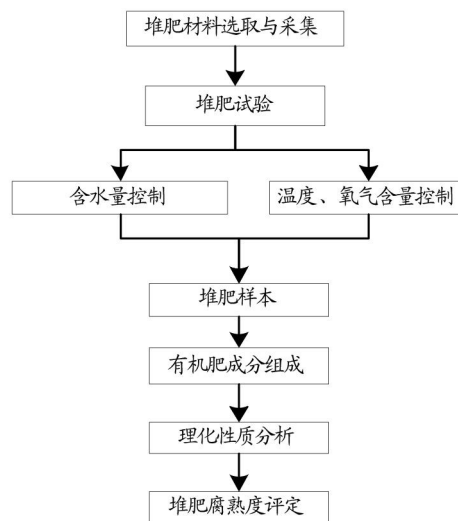 堆肥材料选取与采集
堆肥试验
含水量控制
温度、氧气含量控制
堆肥样本
有机肥成分组成
理化性质分析
堆肥腐熟度评定